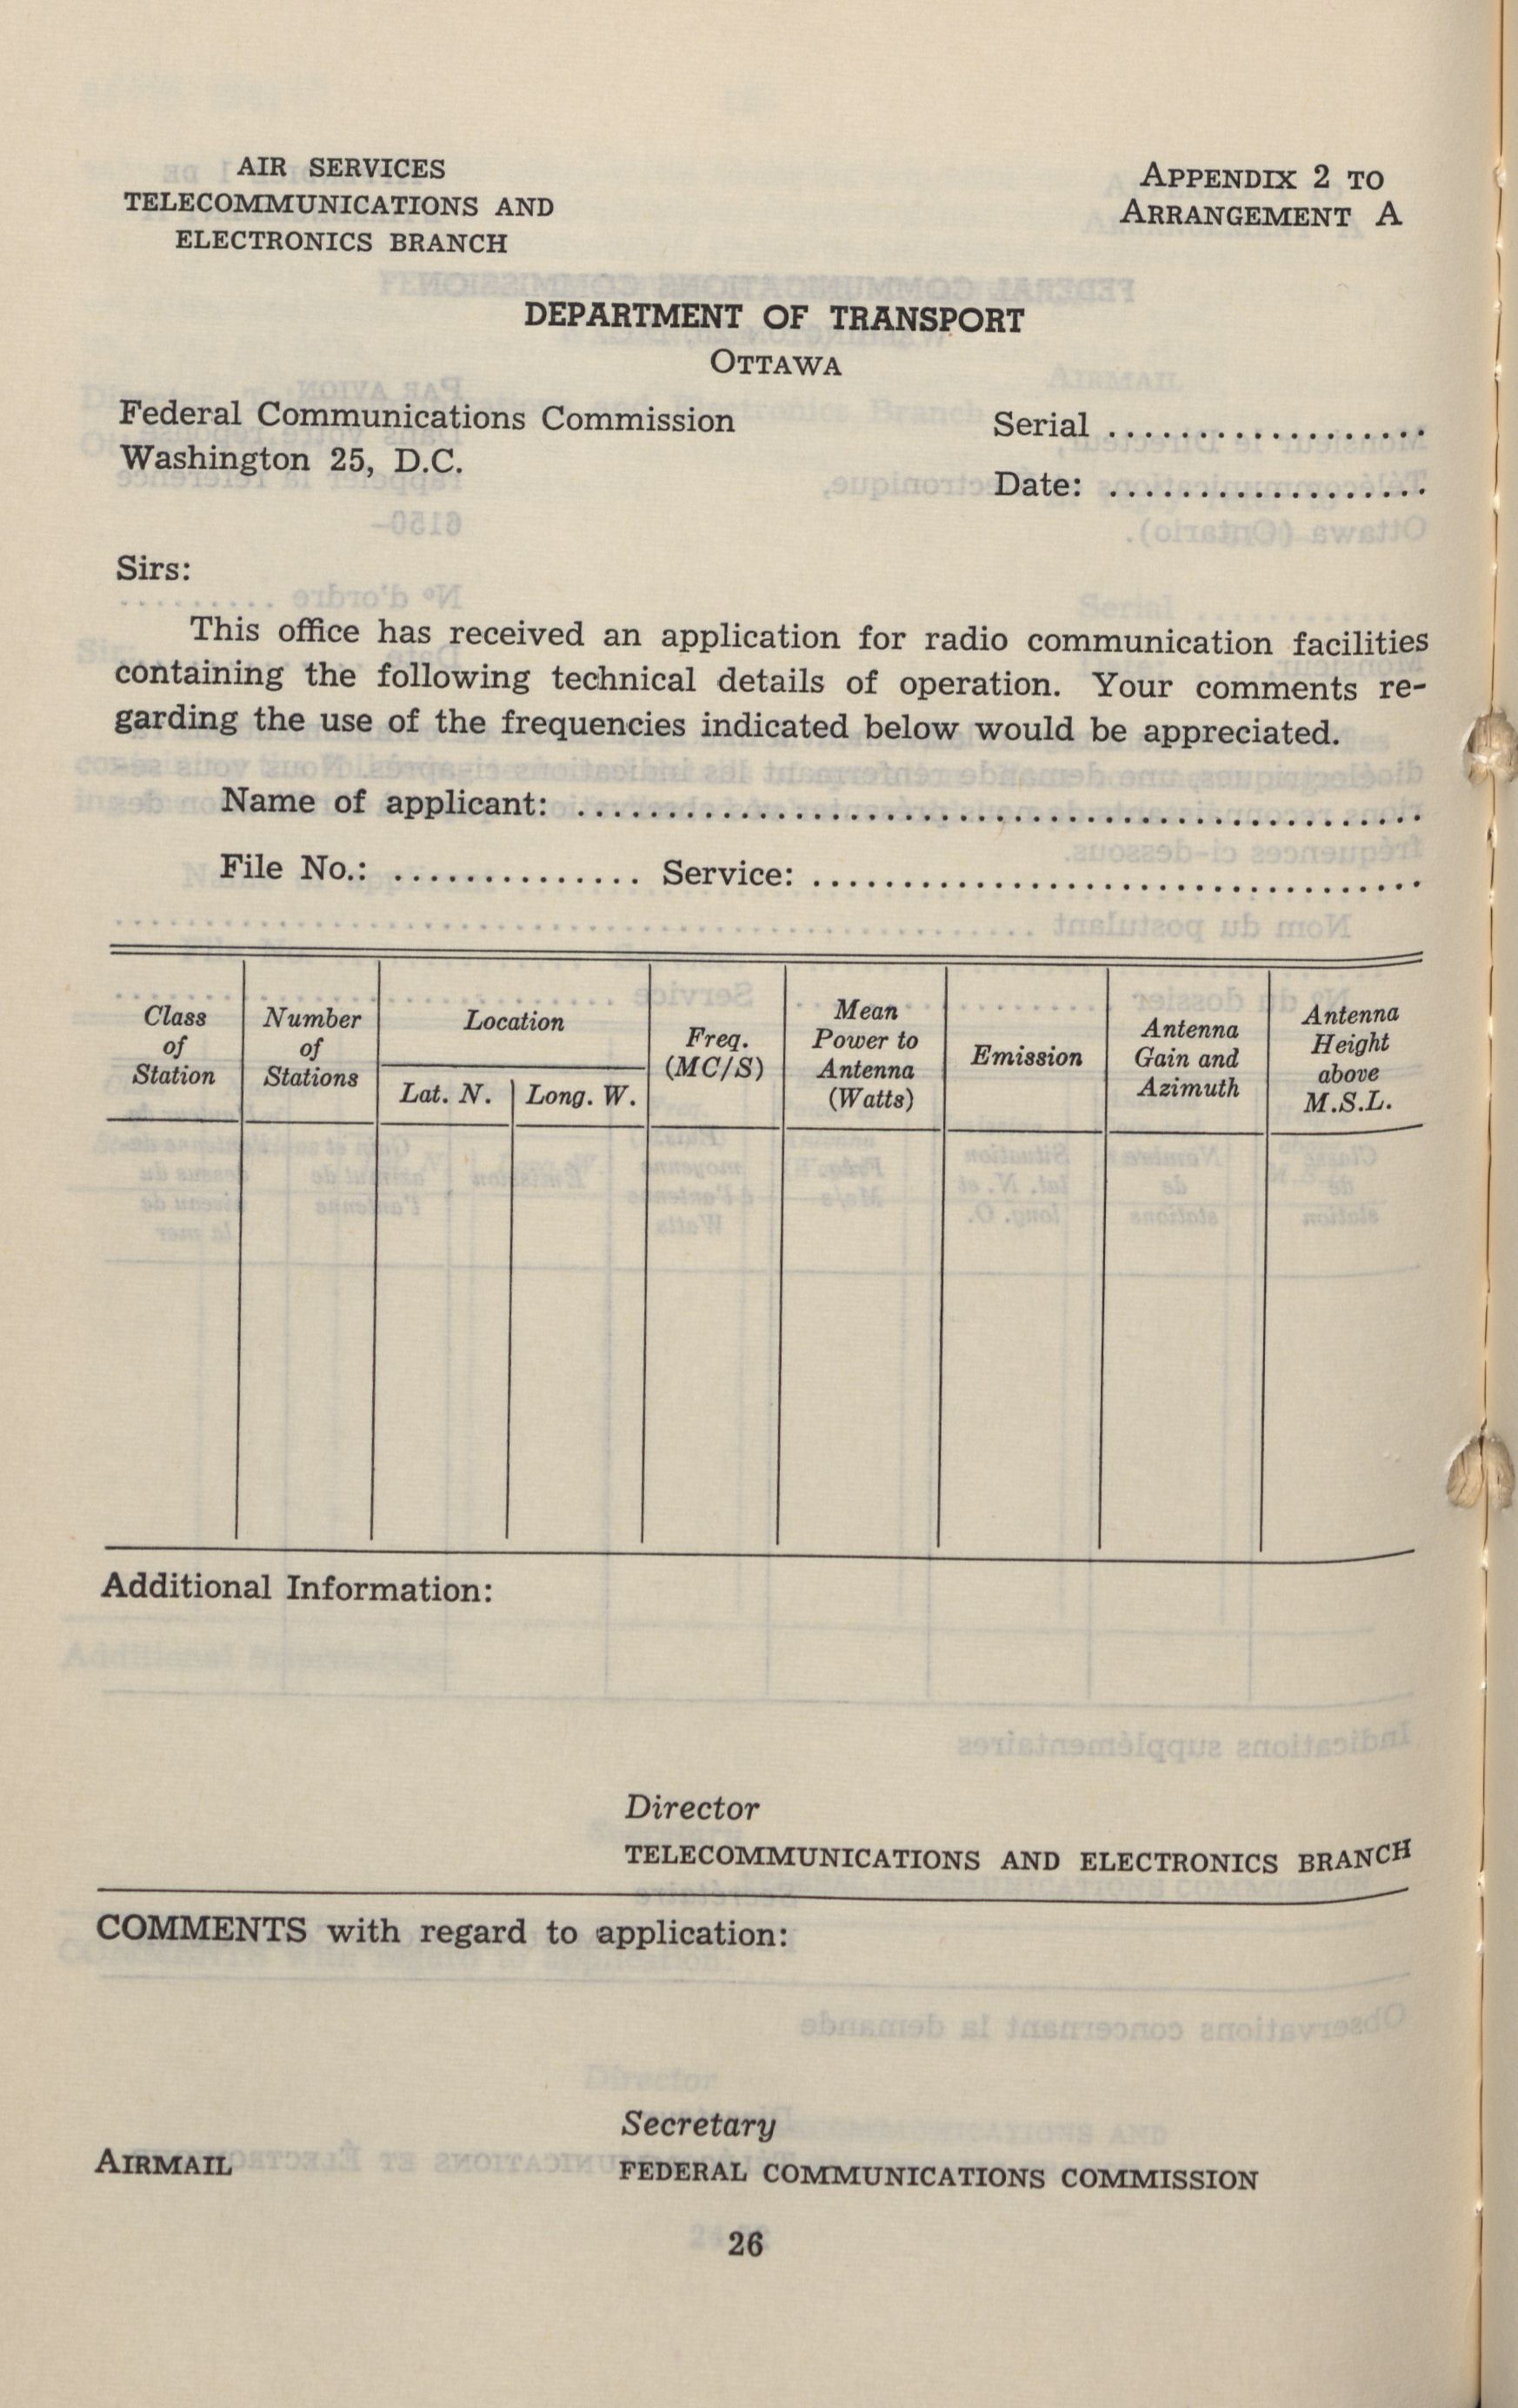 AIR SERVICES
TELECOMMUNICATIONS AND
ELECTRONICS BRANCH
APPENDIX 2 TO
ARRANGEMENT A
DEPARTMENT OF TRANSPORT
OTTAWA
Federal Communications Commission
Washington 25, D.C.
Serial ..................
Date: ..................
Sirs:
This office has received an application for radio communication facilities
containing the following technical details of operation. Your comments re-
garding the use of the frequencies indicated below would be appreciated.
Name of applicant: ...............................................
File No.: .............. Service: ..................................
Class
of
Station
Number
of
Stations
Location
Lat. N.
Long. W.
Freq.
(MC/S)
Mean
Power to
Antenna
(Watts)
Emission
Antenna
Gain and
Azimuth
Antenna
Height
above
M.S.L.
Additional Information:
Director
TELECOMMUNICATIONS AND ELECTRONICS BRANCH
COMMENTS with regard to application:
Secretary
AIRMAIL
FEDERAL COMMUNICATIONS COMMISSION
26